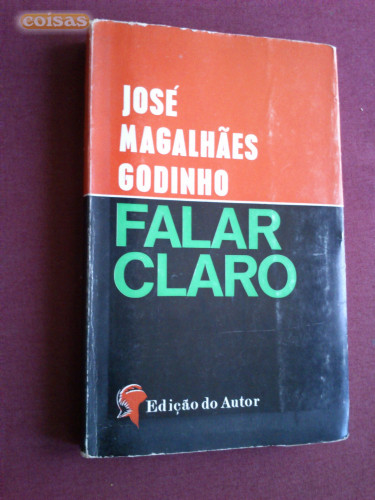 coisas
JOSÉ
MAGALHÃES
GODINHO
FALAR
CLARO
Edição do Autor